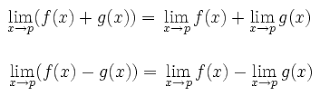 lim_{x→p}(f(x) + g(x)) = lim_{x→p} f(x) + lim_{x→p} g(x)
lim_{x→p}(f(x) − g(x)) = lim_{x→p} f(x) − lim_{x→p} g(x)